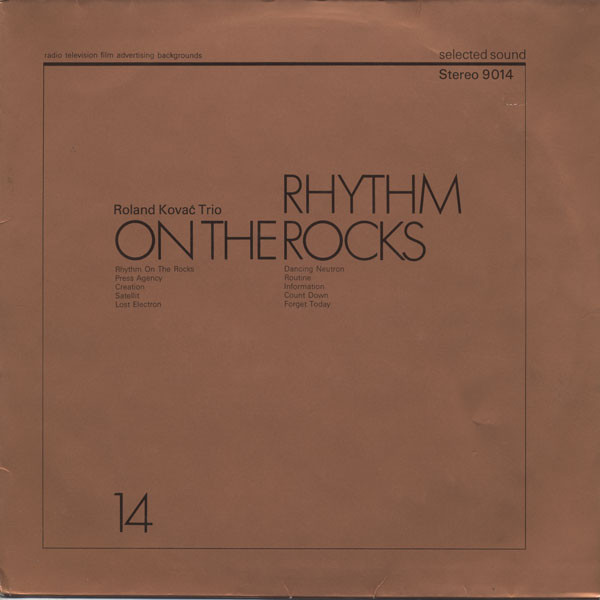 radio television film advertising backgrounds
selected sound
Stereo 9014
RHYTHM
Roland Kovač Trio
ON THE ROCKS
Rhythm On The Rocks
Press Agency
Creation
Satellit
Lost Electron
Dancing Neutron
Routine
Information
Count Down
Forget Today
14